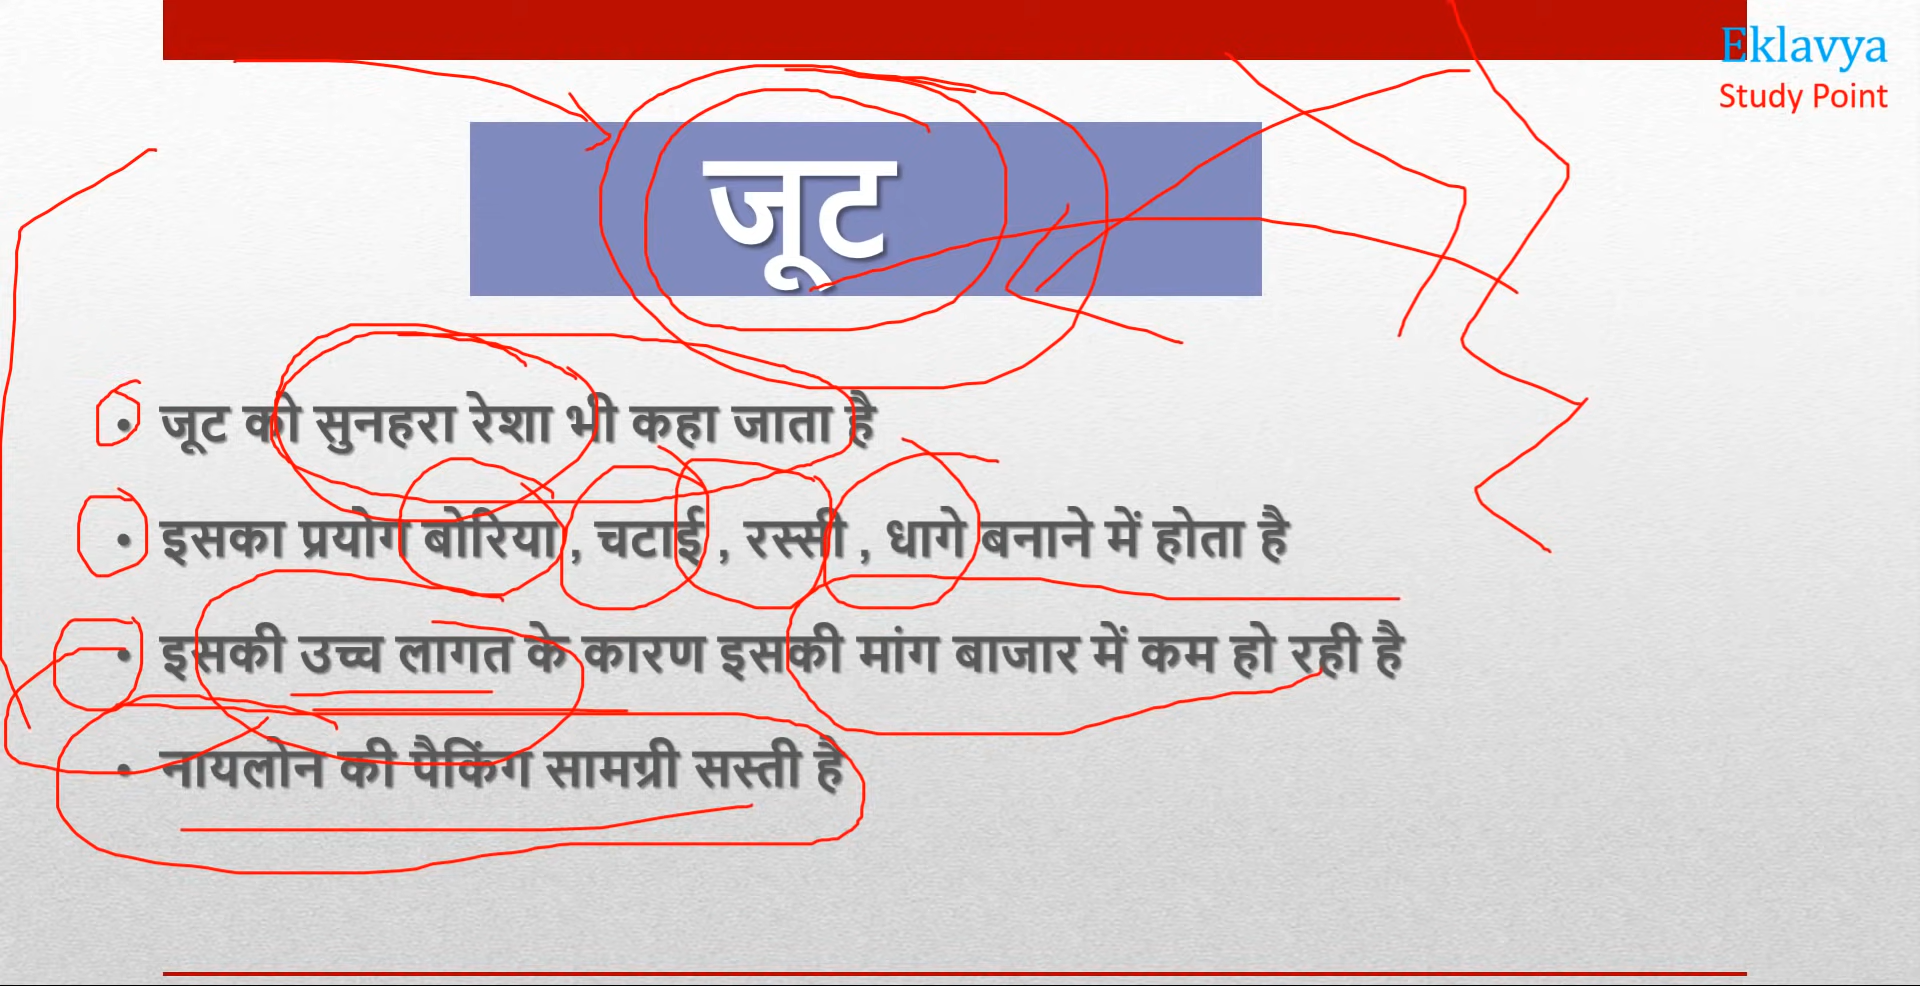 Eklavya
Study Point
जूट
• जूट को सुनहरा रेशा भी कहा जाता है
• इसका प्रयोग बोरिया , चटाई , रस्सी , धागे बनाने में होता है
• इसकी उच्च लागत के कारण इसकी मांग बाजार में कम हो रही है
• नायलोन की पैकिंग सामग्री सस्ती है